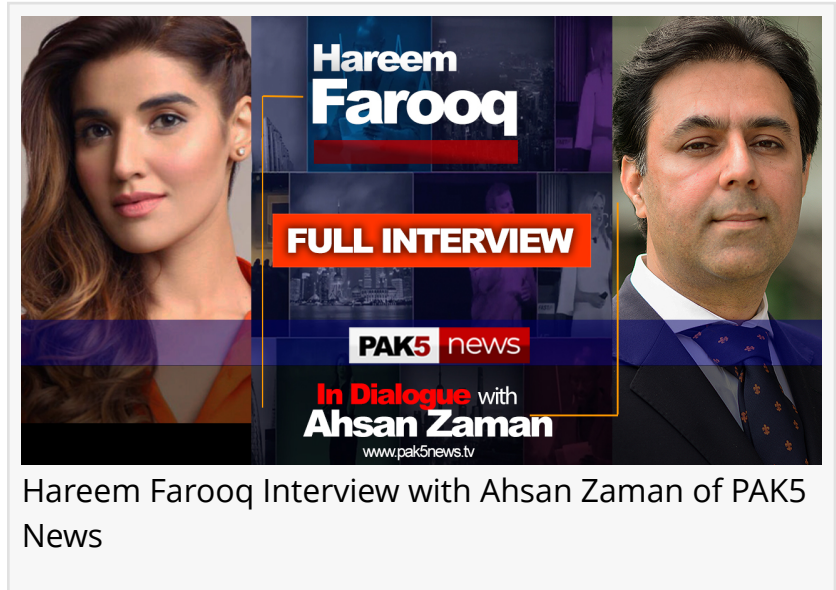 Hareem
Farooq
FULL INTERVIEW
PAK5 news
In Dialogue with
Ahsan Zaman
www.pak5news.tv
Hareem Farooq Interview with Ahsan Zaman of PAK5
News